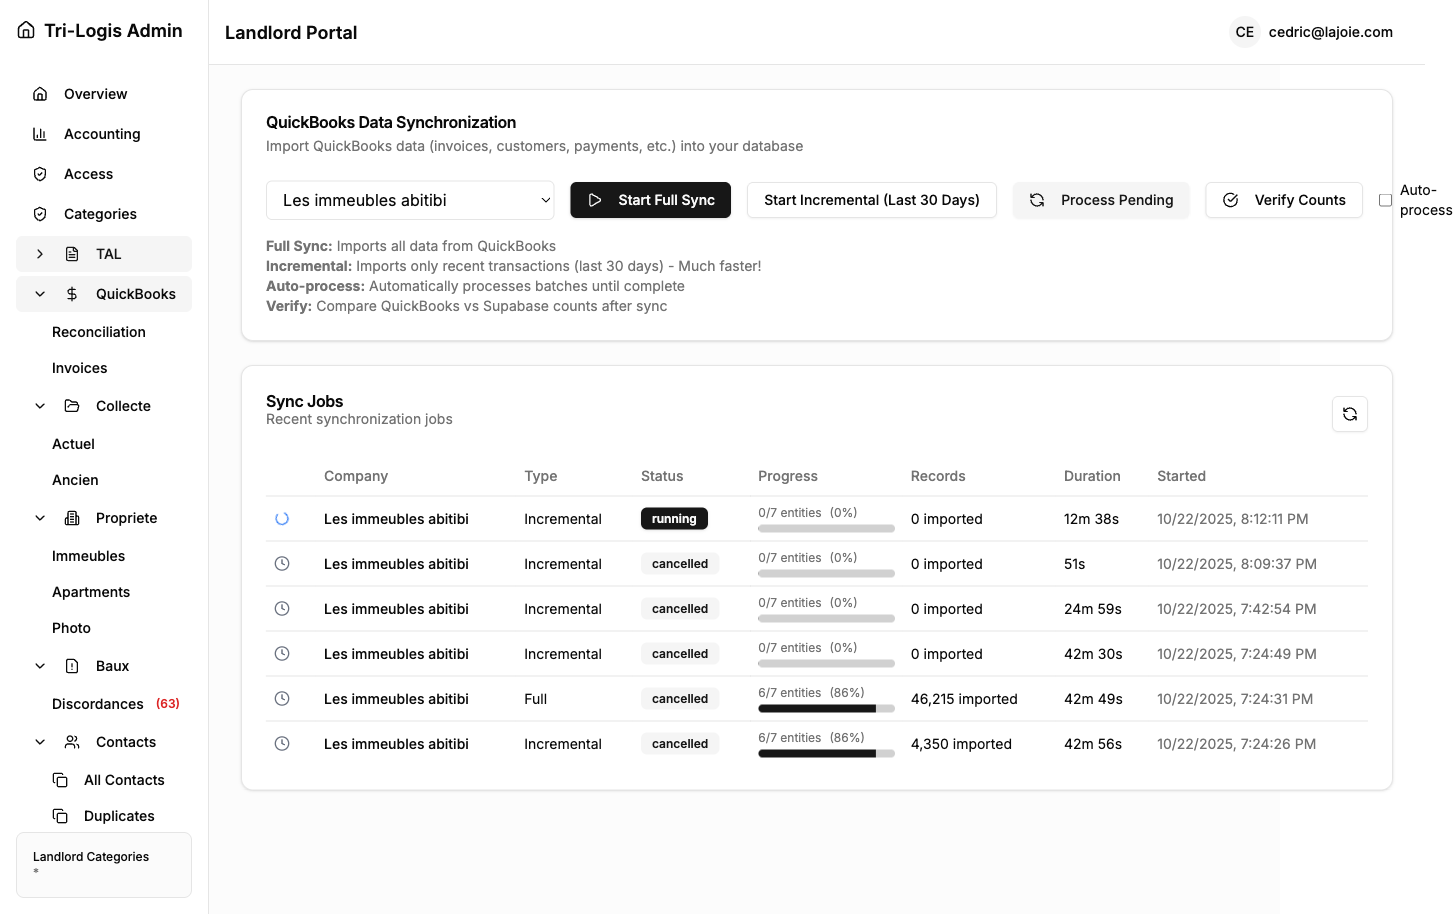 Tri-Logis Admin
Landlord Portal
CE cedric@lajoie.com
Overview
Accounting
Access
Categories
TAL
QuickBooks
Reconciliation
Invoices
Collecte
Actuel
Ancien
Propriete
Immeubles
Apartments
Photo
Baux
Discordances (63)
Contacts
All Contacts
Duplicates
Landlord Categories
*
QuickBooks Data Synchronization
Import QuickBooks data (invoices, customers, payments, etc.) into your database
Les immeubles abitibi Start Full Sync Start Incremental (Last 30 Days) Process Pending Verify Counts Auto-
process
Full Sync: Imports all data from QuickBooks
Incremental: Imports only recent transactions (last 30 days) - Much faster!
Auto-process: Automatically processes batches until complete
Verify: Compare QuickBooks vs Supabase counts after sync
Sync Jobs
Recent synchronization jobs
Company Type Status Progress Records Duration Started
Les immeubles abitibi Incremental running 0/7 entities (0%) 0 imported 12m 38s 10/22/2025, 8:12:11 PM
Les immeubles abitibi Incremental cancelled 0/7 entities (0%) 0 imported 51s 10/22/2025, 8:09:37 PM
Les immeubles abitibi Incremental cancelled 0/7 entities (0%) 0 imported 24m 59s 10/22/2025, 7:42:54 PM
Les immeubles abitibi Incremental cancelled 0/7 entities (0%) 0 imported 42m 30s 10/22/2025, 7:24:49 PM
Les immeubles abitibi Full cancelled 6/7 entities (86%) 46,215 imported 42m 49s 10/22/2025, 7:24:31 PM
Les immeubles abitibi Incremental cancelled 6/7 entities (86%) 4,350 imported 42m 56s 10/22/2025, 7:24:26 PM